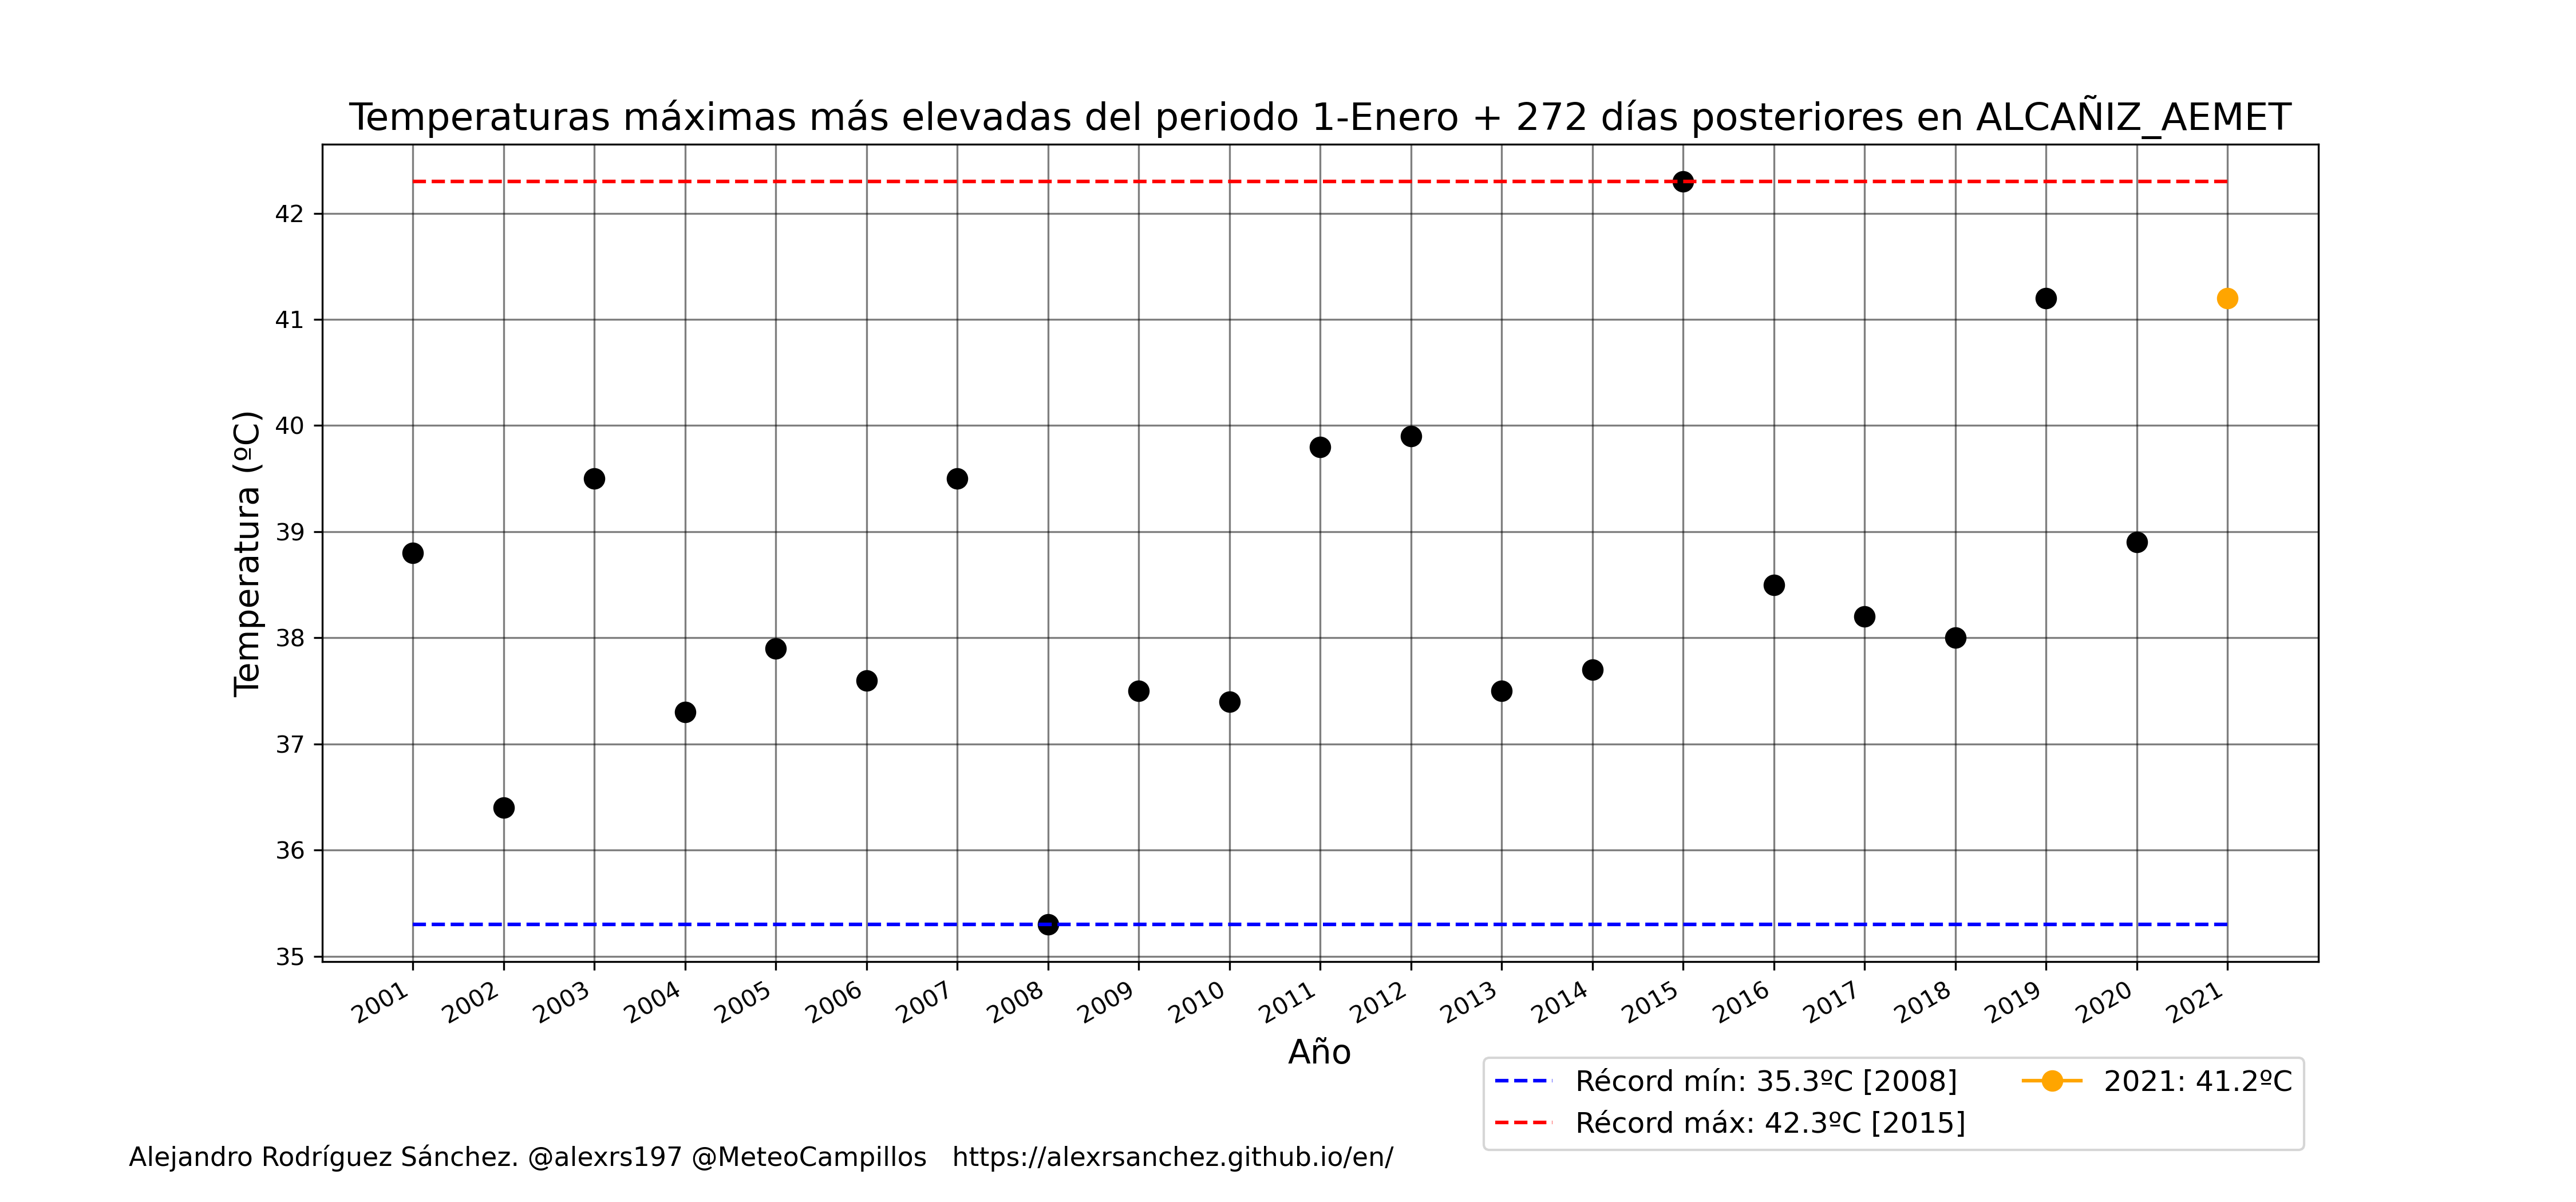 Temperaturas máximas más elevadas del periodo 1-Enero + 272 días posteriores en ALCAÑIZ_AEMET
Temperatura (ºC)
42
41
40
39
38
37
36
35
2001 2002 2003 2004 2005 2006 2007 2008 2009 2010 2011 2012 2013 2014 2015 2016 2017 2018 2019 2020 2021
Año
Récord mín: 35.3ºC [2008]
Récord máx: 42.3ºC [2015]
2021: 41.2ºC
Alejandro Rodríguez Sánchez. @alexrs197 @MeteoCampillos https://alexrsanchez.github.io/en/